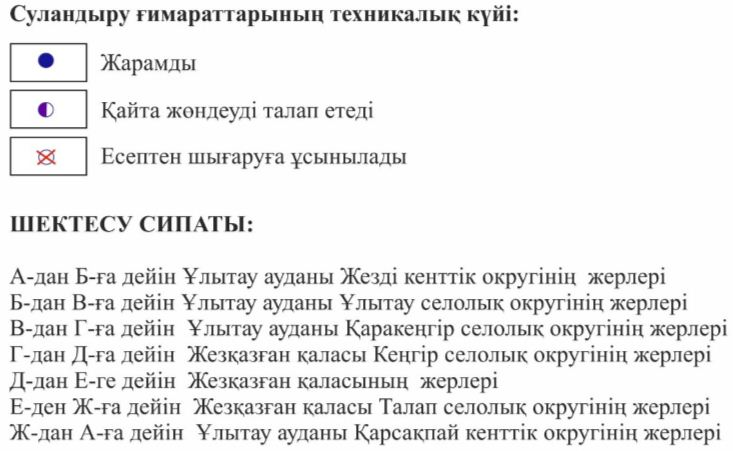 Суландыру ғимараттарының техникалық күйі:
Жарамды
Қайта жөндеуді талап етеді
Есептен шығаруға ұсынылады
ШЕКТЕСУ СИПАТЫ:
А-дан Б-ға дейін Ұлытау ауданы Жезді кенттік округінің жерлері
Б-дан В-ға дейін Ұлытау ауданы Ұлытау селолық округінің жерлері
В-дан Г-ға дейін Ұлытау ауданы Қаракеңгір селолық округінің жерлері
Г-дан Д-ға дейін Жезқазған қаласы Кеңгір селолық округінің жерлері
Д-дан Е-ге дейін Жезқазған қаласының жерлері
Е-ден Ж-ға дейін Жезқазған қаласы Талап селолық округінің жерлері
Ж-дан А-ға дейін Ұлытау ауданы Қарсақпай кенттік округінің жерлері